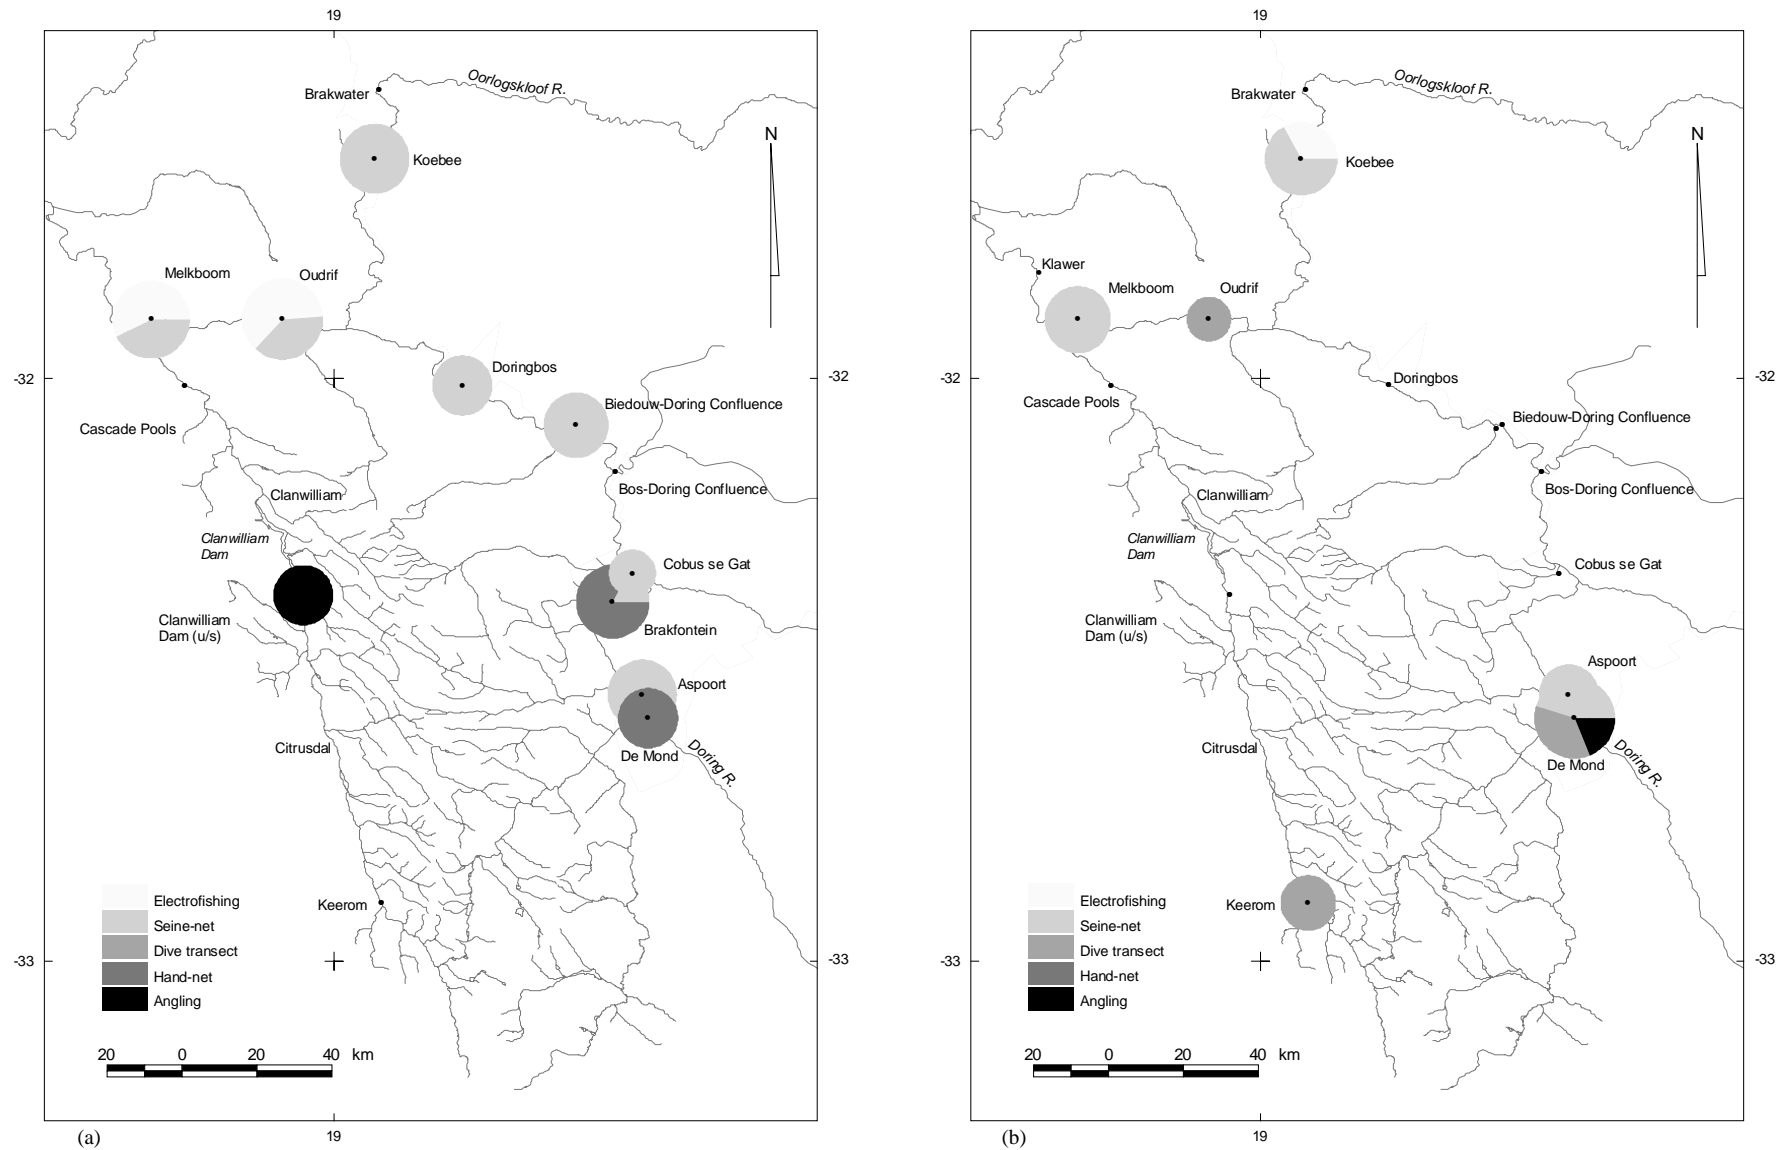 19
Oorlogskloof R.
Brakwater
N
Koebee
Melkboom
Oudrif
-32
-32
Doringbos
Biedouw-Doring Confluence
Cascade Pools
Bos-Doring Confluence
Clanwilliam
Clanwilliam
Dam
Cobus se Gat
Clanwilliam
Dam (u/s)
Brakfontein
Aspoort
Citrusdal
De Mond
Doring R.
Keerom
Electrofishing
Seine-net
Dive transect
Hand-net
Angling
-33
-33
20 0 20 40 km
19
(a)
19
Oorlogskloof R.
Brakwater
N
Koebee
Klawer
Melkboom
Oudrif
-32
-32
Doringbos
Cascade Pools
Biedouw-Doring Confluence
Bos-Doring Confluence
Clanwilliam
Clanwilliam
Dam
Cobus se Gat
Clanwilliam
Dam (u/s)
Aspoort
Citrusdal
De Mond
Doring R.
Keerom
Electrofishing
Seine-net
Dive transect
Hand-net
Angling
-33
-33
20 0 20 40 km
19
(b)